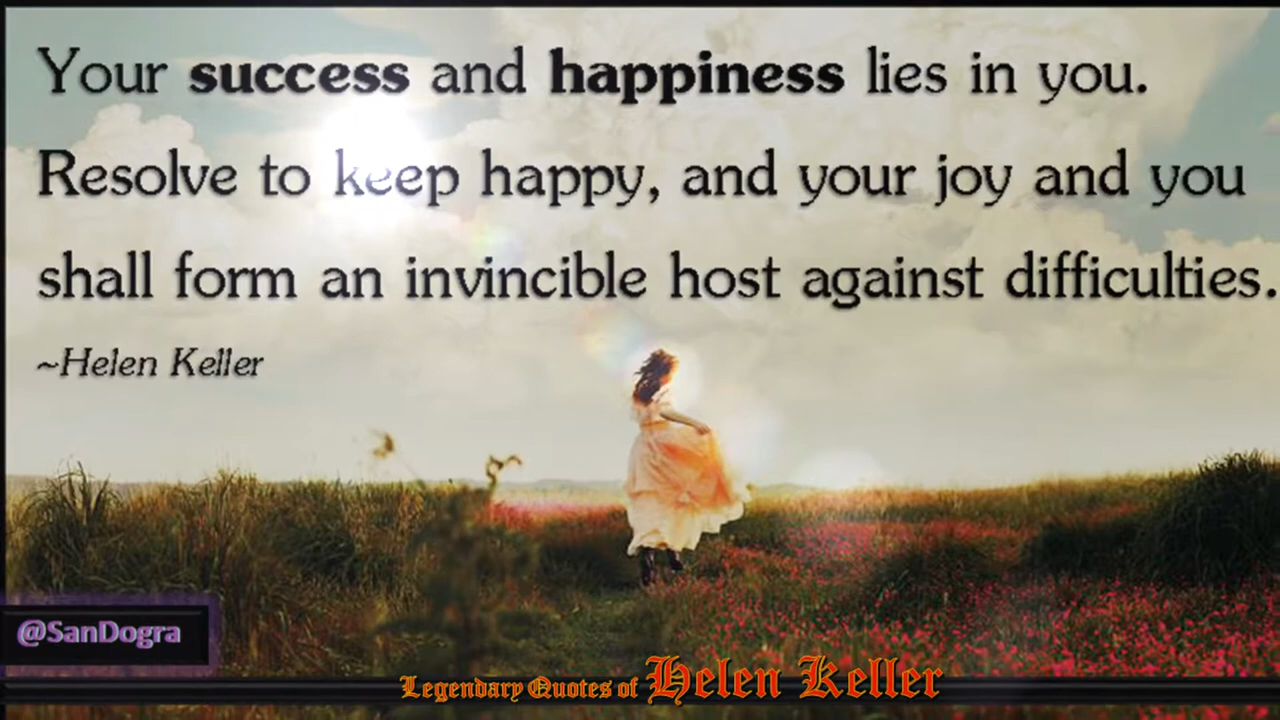 Your success and happiness lies in you.
Resolve to keep happy, and your joy and you
shall form an invincible host against difficulties.
~Helen Keller
@SanDogra
Legendary Quotes of Helen Keller